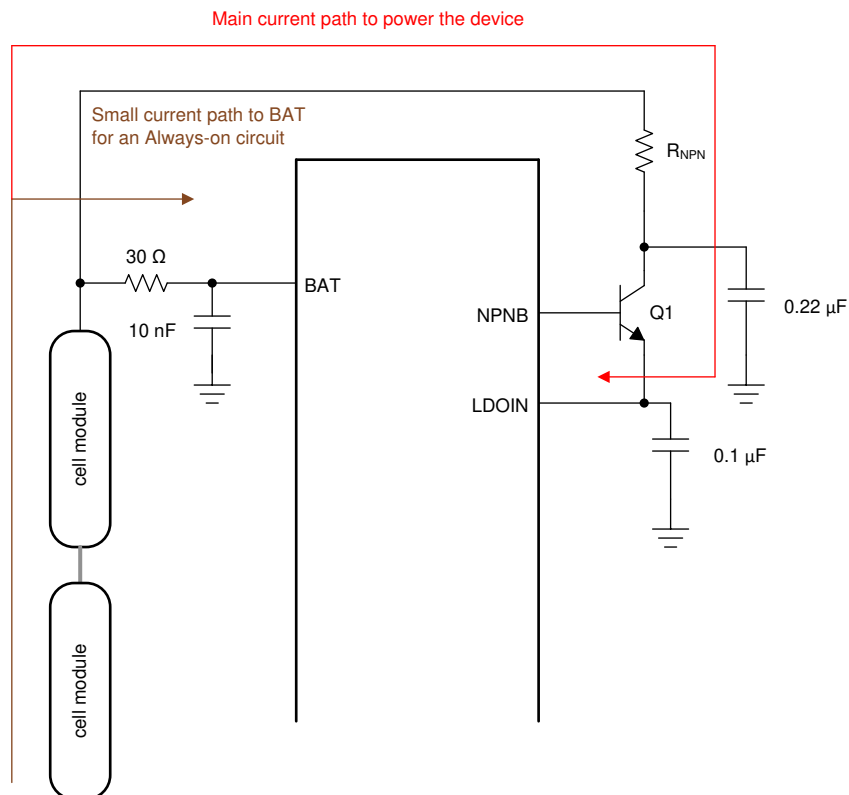 Main current path to power the device
Small current path to BAT
for an Always-on circuit
RNPN
30 Ω
BAT
10 nF
NPNB
Q1
0.22 µF
LDOIN
0.1 µF
cell module
cell module